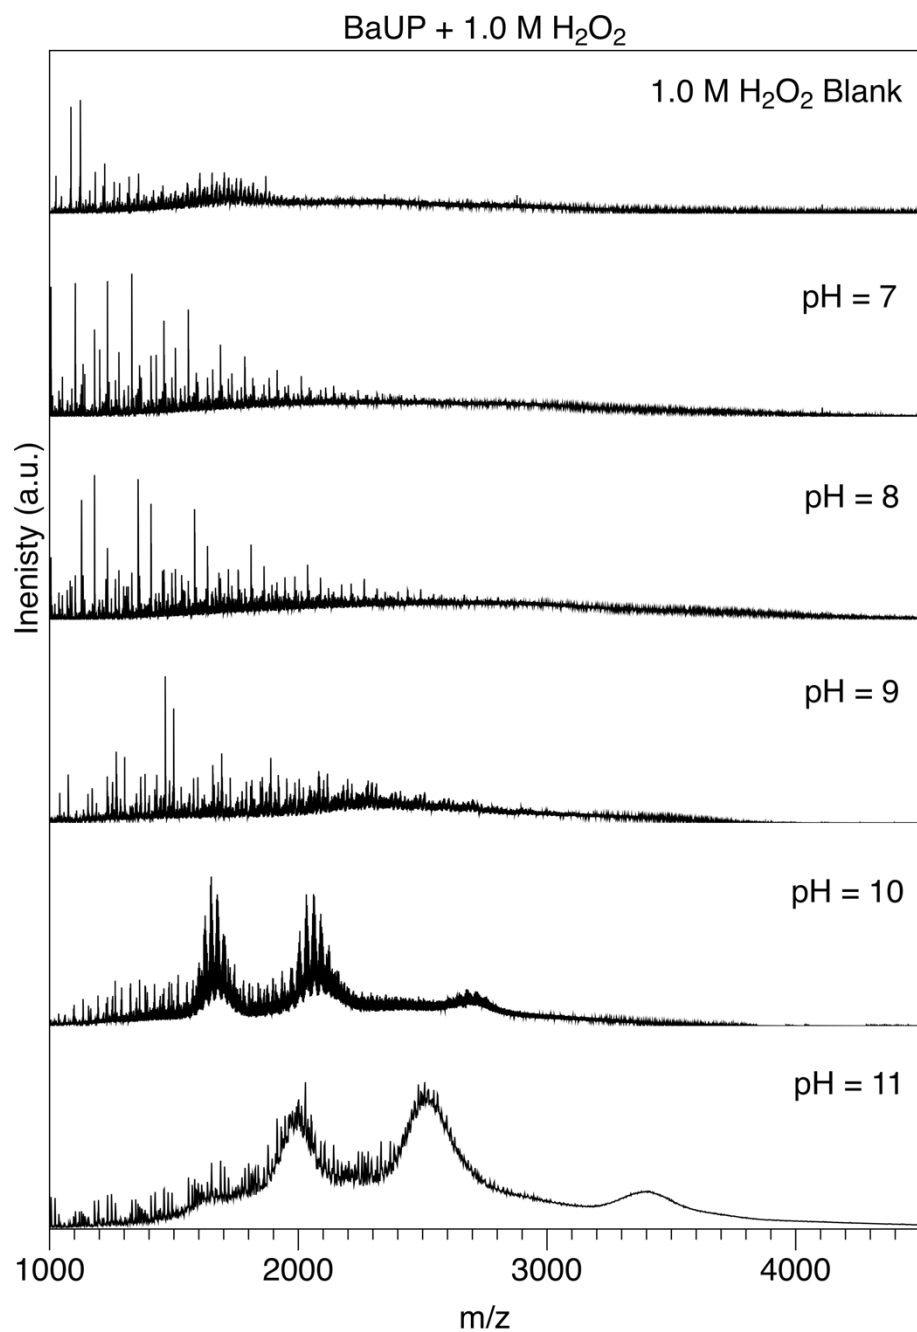 BaUP + 1.0 M H₂O₂
1.0 M H₂O₂ Blank
pH = 7
pH = 8
Inenisty (a.u.)
pH = 9
pH = 10
pH = 11
1000 2000 3000 4000
m/z